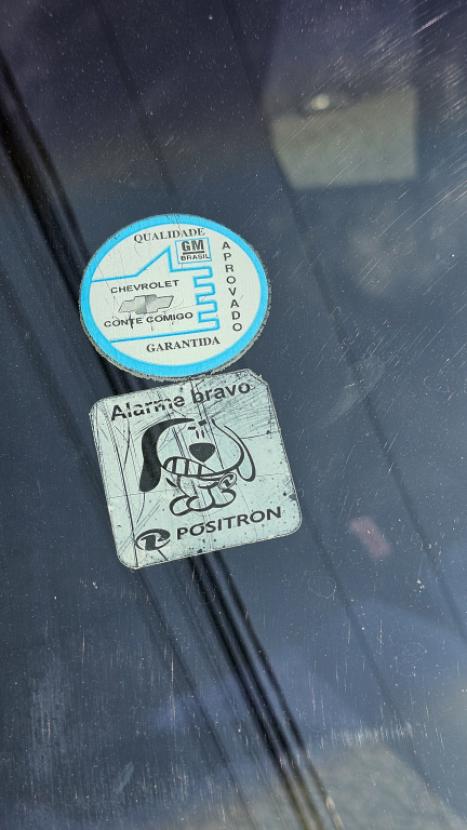 QUALIDADE
GM
BRASIL
APROVADO
CHEVROLET
CONTE COMIGO
GARANTIDA
Alarme bravo
POSITRON